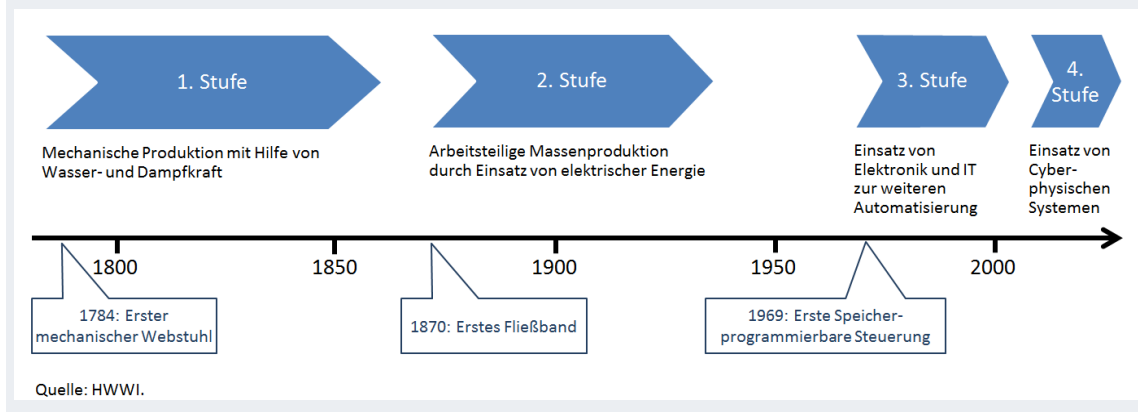 1. Stufe
2. Stufe
3. Stufe
4.
Stufe
Mechanische Produktion mit Hilfe von
Wasser- und Dampfkraft
Arbeitsteilige Massenproduktion
durch Einsatz von elektrischer Energie
Einsatz von
Elektronik und IT
zur weiteren
Automatisierung
Einsatz von
Cyber-
physischen
Systemen
1800
1850
1900
1950
2000
1784: Erster
mechanischer Webstuhl
1870: Erstes Fließband
1969: Erste Speicher-
programmierbare Steuerung
Quelle: HWWI.